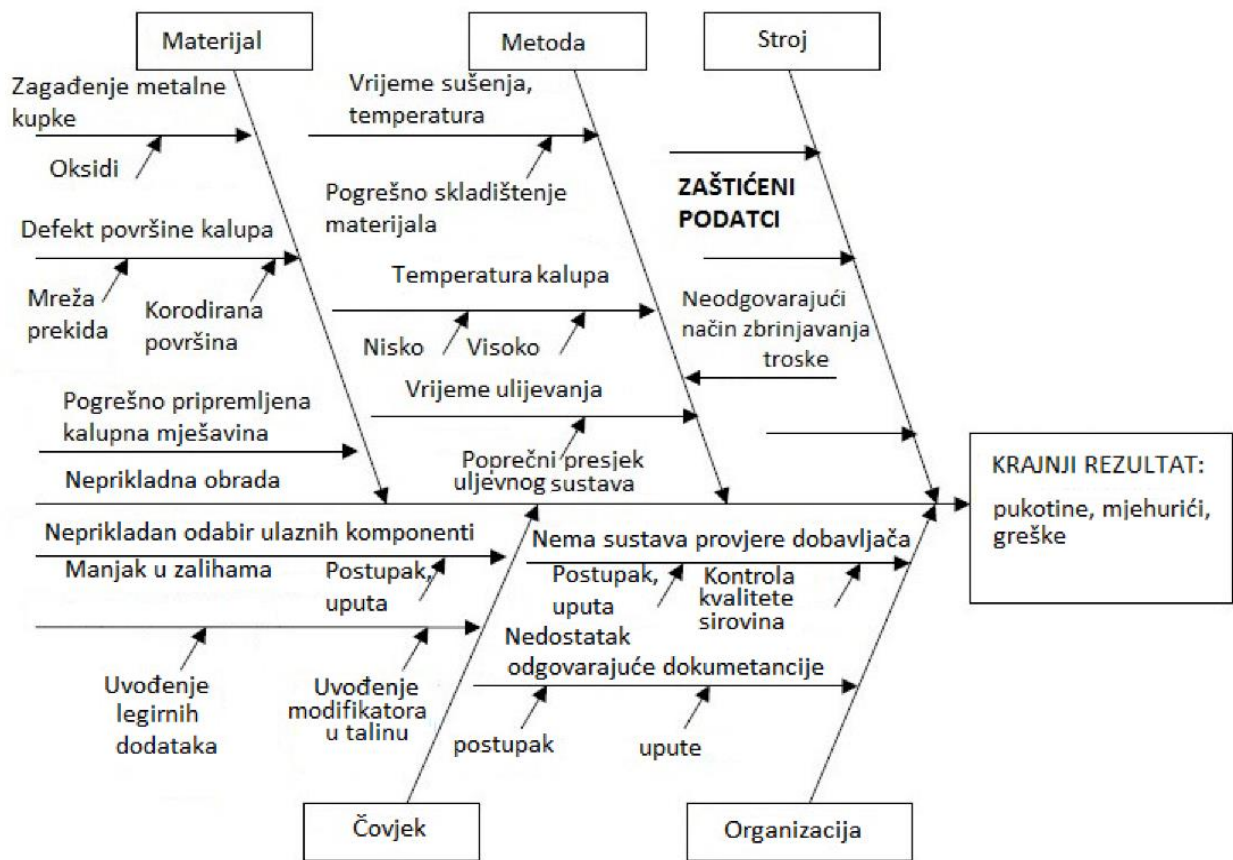 Materijal
Metoda
Stroj
Zagađenje metalne
kupke
Oksidi
Defekt površine kalupa
Mreža
prekida
Korodirana
površina
Pogrešno pripremljena
kalupna mješavina
Neprikladna obrada
Vrijeme sušenja,
temperatura
Pogrešno skladištenje
materijala
Temperatura kalupa
Nisko
Visoko
Vrijeme ulijevanja
Poprečni presjek
uljevnog sustava
ZAŠTIĆENI
PODATCI
Neodgovarajući
način zbrinjavanja
troske
KRAJNJI REZULTAT:
pukotine, mjehurići,
greške
Neprikladan odabir ulaznih komponenti
Manjak u zalihama
Postupak,
uputa
Uvođenje
legirnih
dodataka
Uvođenje
modifikatora
u talinu
Nema sustava provjere dobavljača
Postupak,
uputa
Kontrola
kvalitete
sirovina
Nedostatak
odgovarajuće dokumetancije
postupak
upute
Čovjek
Organizacija